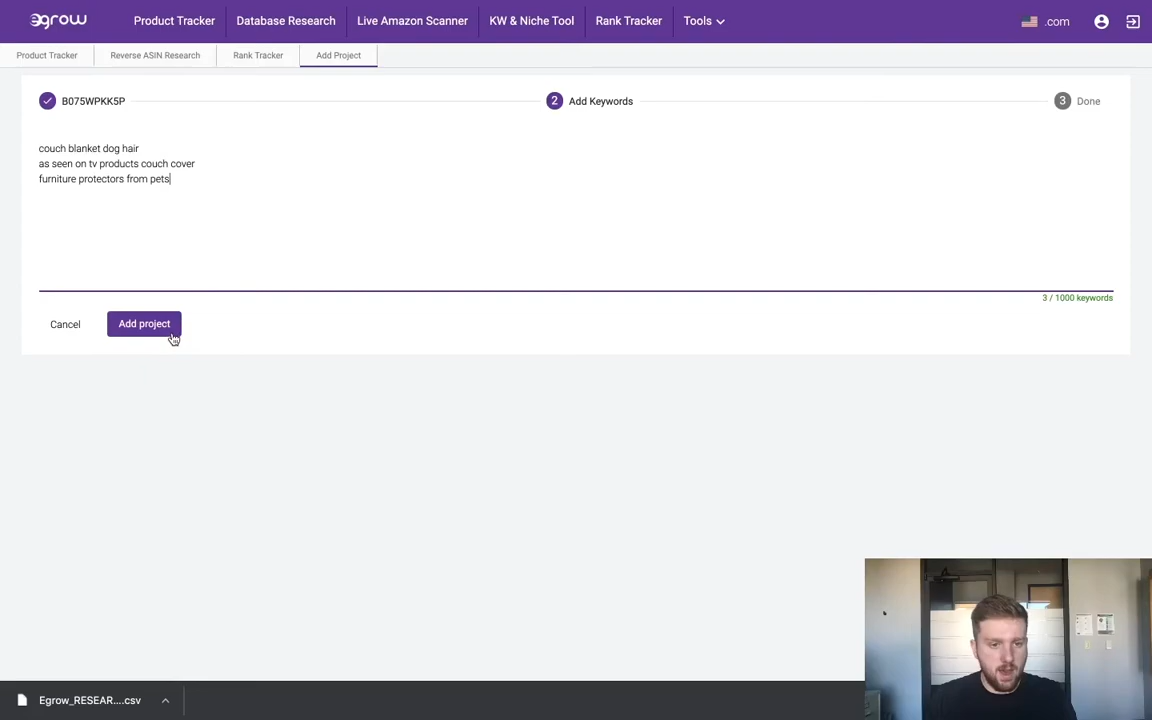 egrow
Product Tracker
Database Research
Live Amazon Scanner
KW & Niche Tool
Rank Tracker
Tools
.com
Product Tracker
Reverse ASIN Research
Rank Tracker
Add Project
B075WPKK5P
2 Add Keywords
3 Done
couch blanket dog hair
as seen on tv products couch cover
furniture protectors from pets
3 / 1000 keywords
Cancel
Add project
Egrow_RESEAR....csv